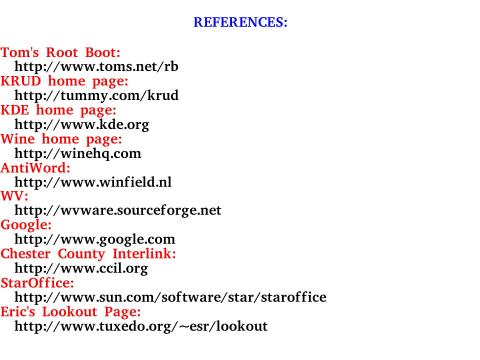 REFERENCES:
Tom's Root Boot:
http://www.toms.net/rb
KRUD home page:
http://tummy.com/krud
KDE home page:
http://www.kde.org
Wine home page:
http://winehq.com
AntiWord:
http://www.winfield.nl
WV:
http://wvware.sourceforge.net
Google:
http://www.google.com
Chester County Interlink:
http://www.ccil.org
StarOffice:
http://www.sun.com/software/star/staroffice
Eric's Lookout Page:
http://www.tuxedo.org/~esr/lookout